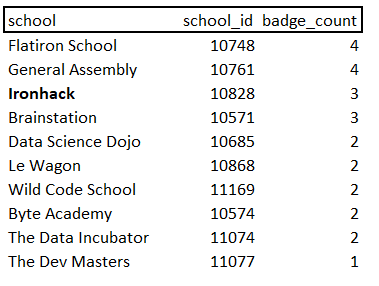 school school_id badge_count
Flatiron School 10748 4
General Assembly 10761 4
Ironhack 10828 3
Brainstation 10571 3
Data Science Dojo 10685 2
Le Wagon 10868 2
Wild Code School 11169 2
Byte Academy 10574 2
The Data Incubator 11074 2
The Dev Masters 11077 1